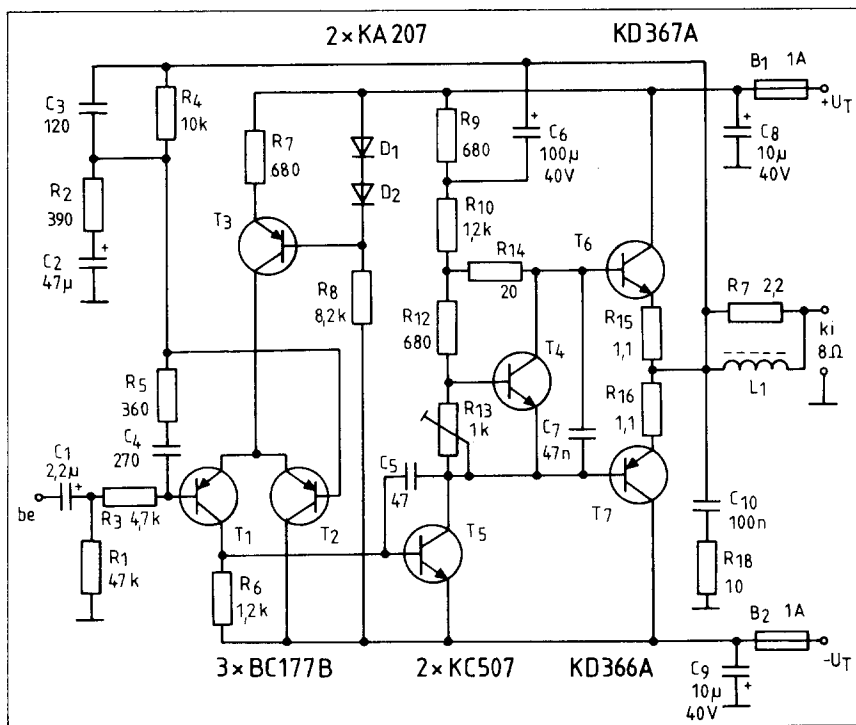 2×KA207
KD367A
B1 1A
+UT
C3
120
R4
10k
R7
680
D1
D2
R9
680
C6
100µ
40V
C8
10µ
40V
R2
390
C2
47µ
T3
R10
1,2k
R14
20
T6
R8
8,2k
R12
680
R15
1,1
R7 2,2
ki
8Ω
T4
R5
360
C4
270
R13
1k
R16
1,1
L1
C1
2,2µ
be
R3 4,7k
T1
T2
C5
47
C7
47n
T7
C10
100n
R1
47k
T5
R6
1,2k
R18
10
B2 1A
-UT
3×BC177B
2×KC507
KD366A
C9
10µ
40V